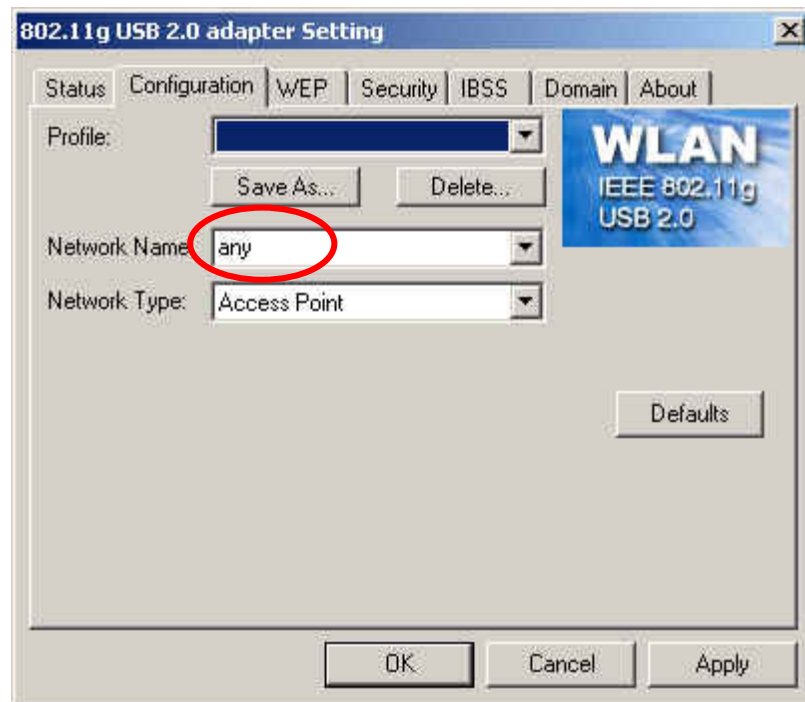 802.11g USB 2.0 adapter Setting
Status Configuration WEP Security IBSS Domain About
Profile:
WLAN
IEEE 802.11g
USB 2.0
Save As... Delete...
Network Name any
Network Type: Access Point
Defaults
OK Cancel Apply